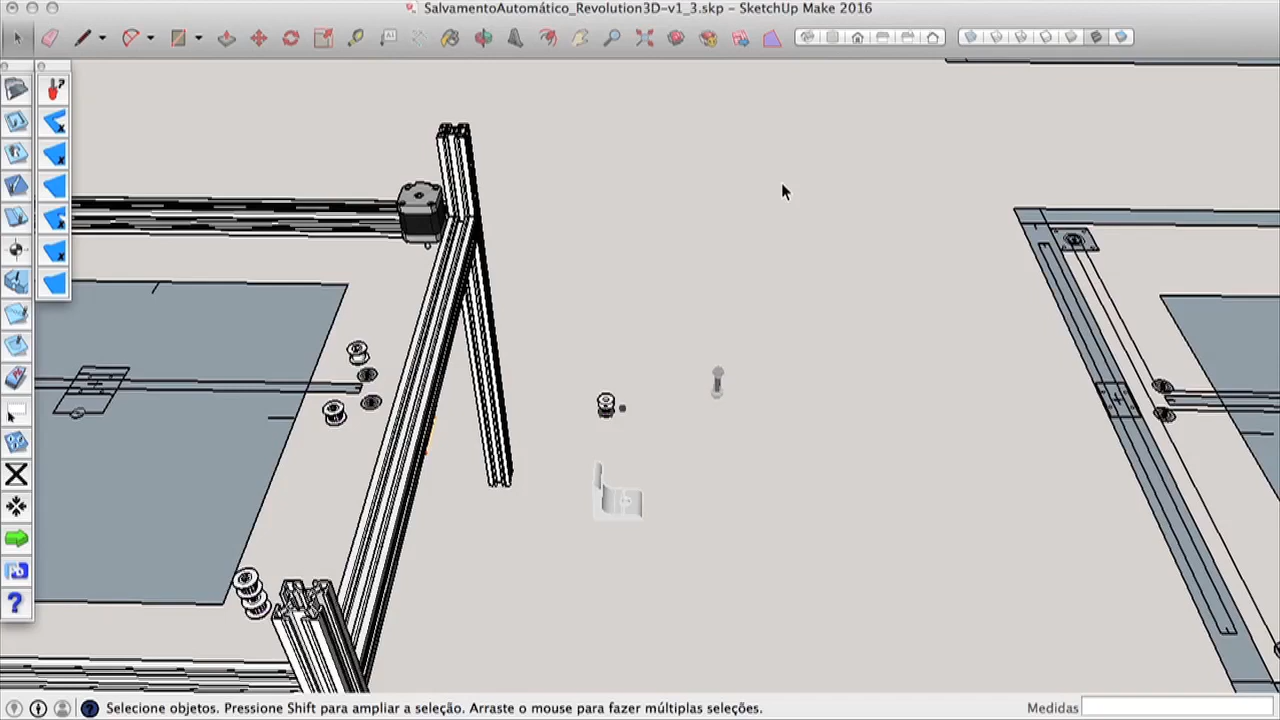 SalvamentoAutomático_Revolution3D-v1_3.skp - SketchUp Make 2016
Selecione objetos. Pressione Shift para ampliar a seleção. Arraste o mouse para fazer múltiplas seleções.
Medidas